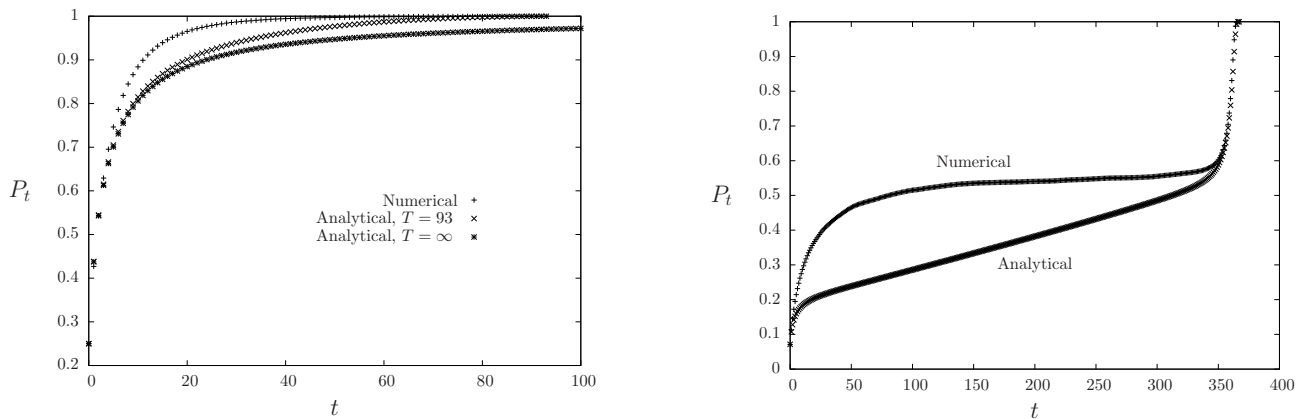 1
0.9
0.8
0.7
0.6
0.5
0.4
0.3
0.2
P_t
Numerical +
Analytical, T = 93 ×
Analytical, T = ∞ ✳
0 20 40 60 80 100
t
1
0.9
0.8
0.7
0.6
0.5
0.4
0.3
0.2
0.1
0
P_t
Numerical
Analytical
0 50 100 150 200 250 300 350 400
t